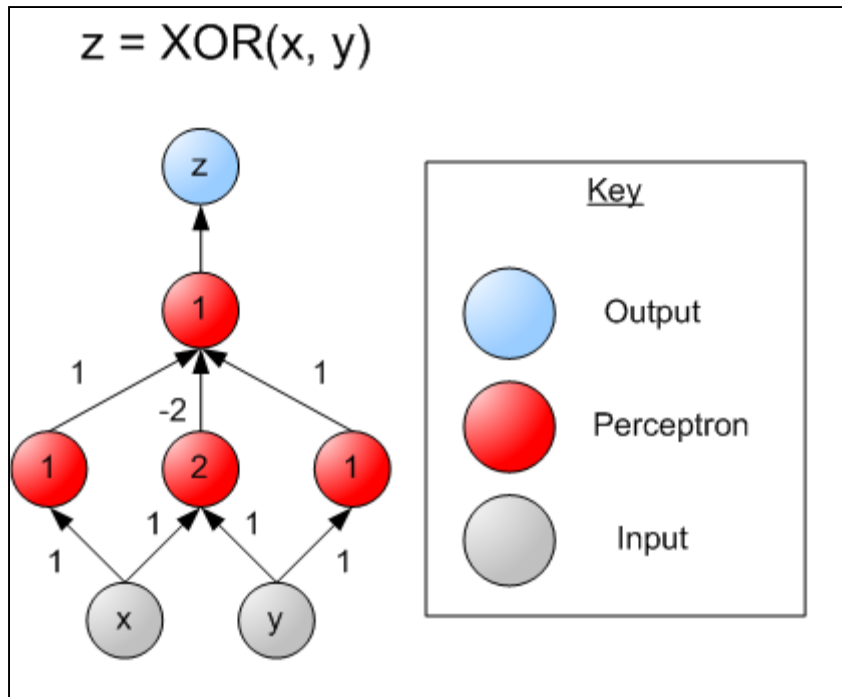 z = XOR(x, y)
z
Key
Output
1
1
1
-2
Perceptron
1
2
1
1
1
1
1
Input
x
y